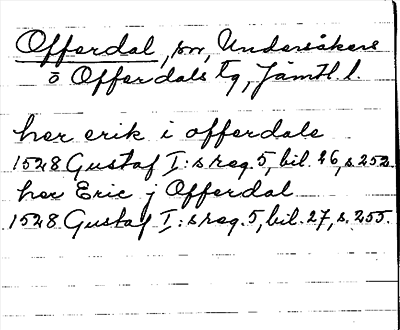 Offerdal, sn, Undersåkers
o Offerdals tg, Jämtl. l.
her erik i offerdale
1528 Gustaf I:s reg. 5, bil. 26, s. 252.
her Eric j Offerdal
1528 Gustaf I:s reg. 5, bil. 27, s. 255.